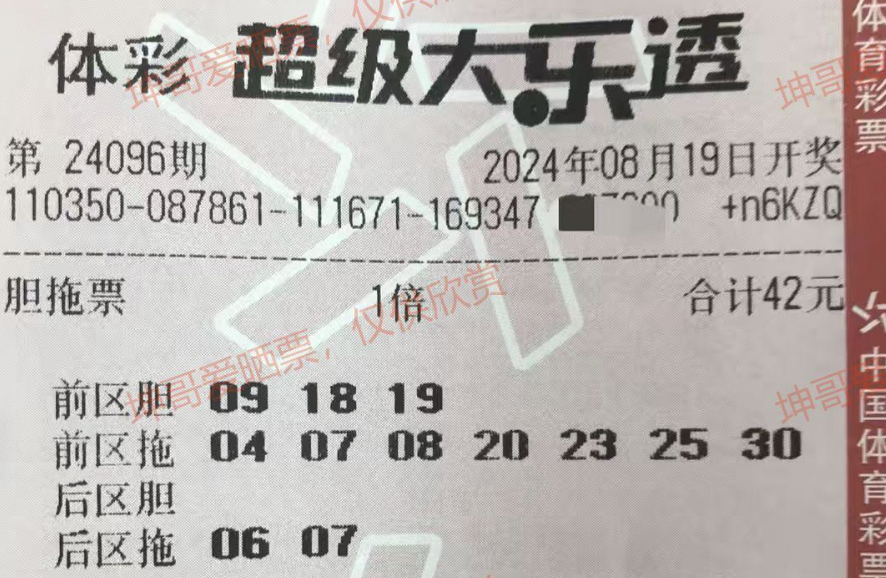 体彩 超级大乐透
第 24096期 2024年08月19日开奖
110350-087861-111671-169347 +n6KZQ
胆拖票 1倍 合计42元
前区胆 09 18 19
前区拖 04 07 08 20 23 25 30
后区胆
后区拖 06 07
坤哥爱晒票，仅供欣赏
坤哥爱晒票，仅供欣赏
坤哥
坤哥
体育彩票
中国体育彩票